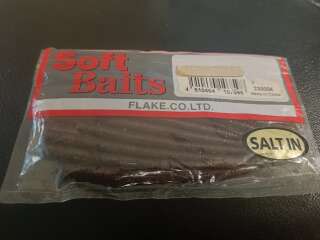 Soft
Baits
FLAKE.CO.LTD.
SALT IN